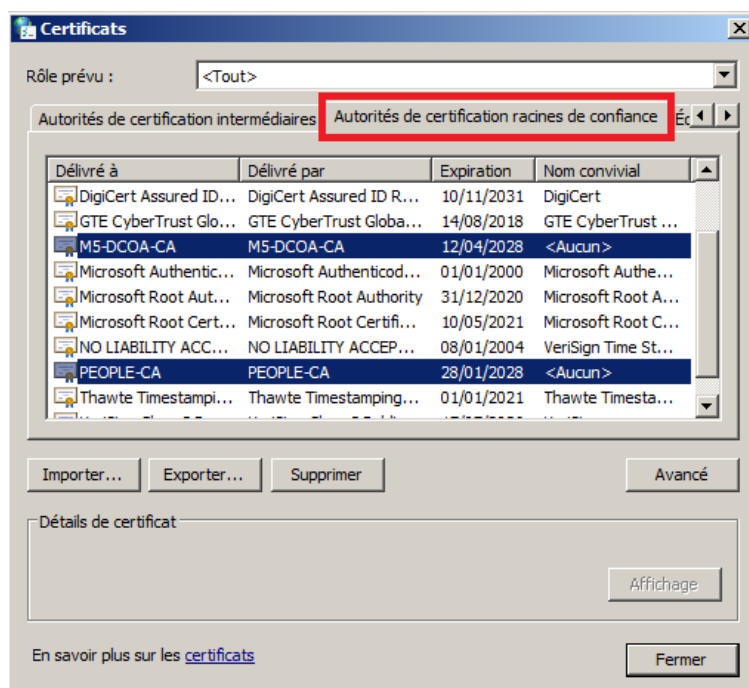 Certificats
Rôle prévu : <Tout>
Autorités de certification intermédiaires Autorités de certification racines de confiance
Délivré à Délivré par Expiration Nom convivial
DigiCert Assured ID... DigiCert Assured ID R... 10/11/2031 DigiCert
GTE CyberTrust Glo... GTE CyberTrust Globa... 14/08/2018 GTE CyberTrust ...
M5-DCOA-CA M5-DCOA-CA 12/04/2028 <Aucun>
Microsoft Authentic... Microsoft Authenticod... 01/01/2000 Microsoft Authe...
Microsoft Root Aut... Microsoft Root Authority 31/12/2020 Microsoft Root A...
Microsoft Root Cert... Microsoft Root Certifi... 10/05/2021 Microsoft Root C...
NO LIABILITY ACC... NO LIABILITY ACCEP... 08/01/2004 VeriSign Time St...
PEOPLE-CA PEOPLE-CA 28/01/2028 <Aucun>
Thawte Timestampi... Thawte Timestamping... 01/01/2021 Thawte Timesta...
Importer... Exporter... Supprimer Avancé
Détails de certificat
Affichage
En savoir plus sur les certificats
Fermer